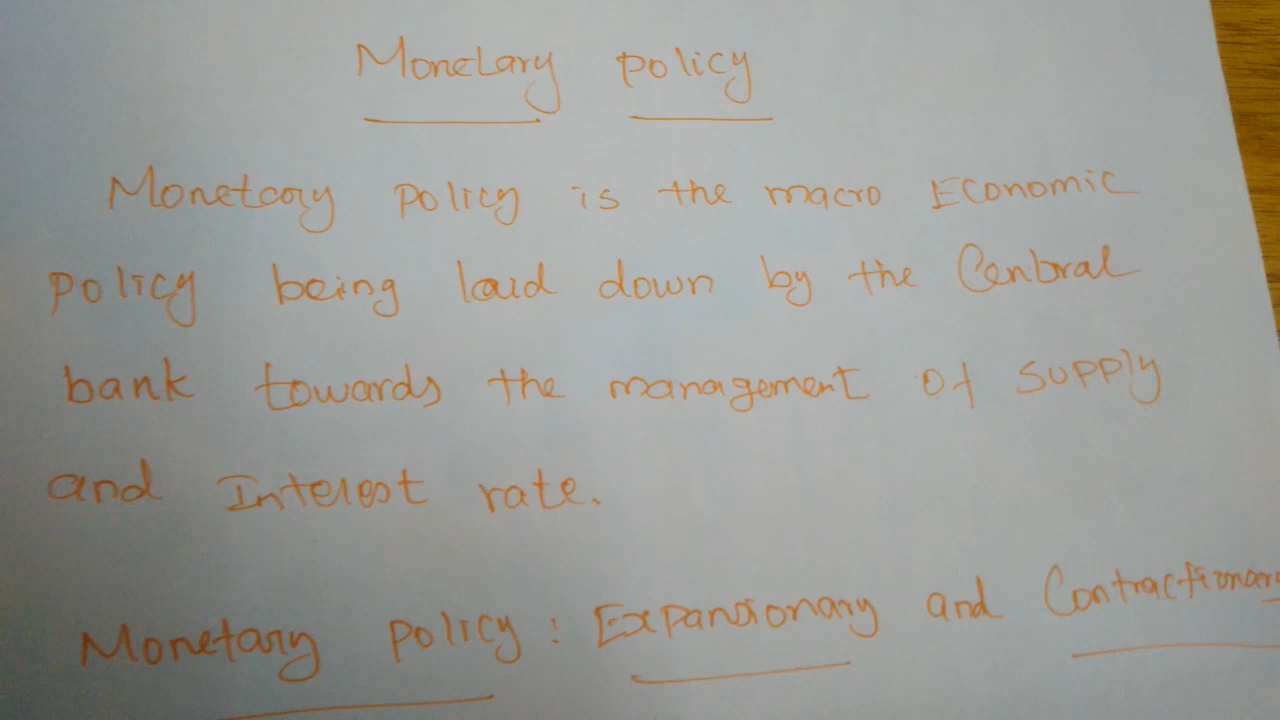 Monetary policy
Monetary policy is the macro Economic
policy being laid down by the Central
bank towards the management of supply
and Interest rate.
Monetary policy : Expansionary and Contractionary